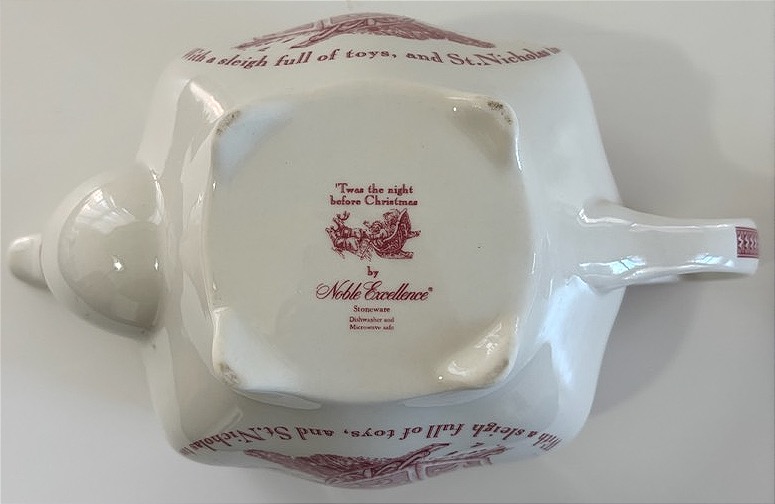 With a sleigh full of toys, and St. Nicholas
'Twas the night
before Christmas
by
Noble Excellence®
Stoneware
Dishwasher and
Microwave safe
With a sleigh full of toys, and St. Nicholas